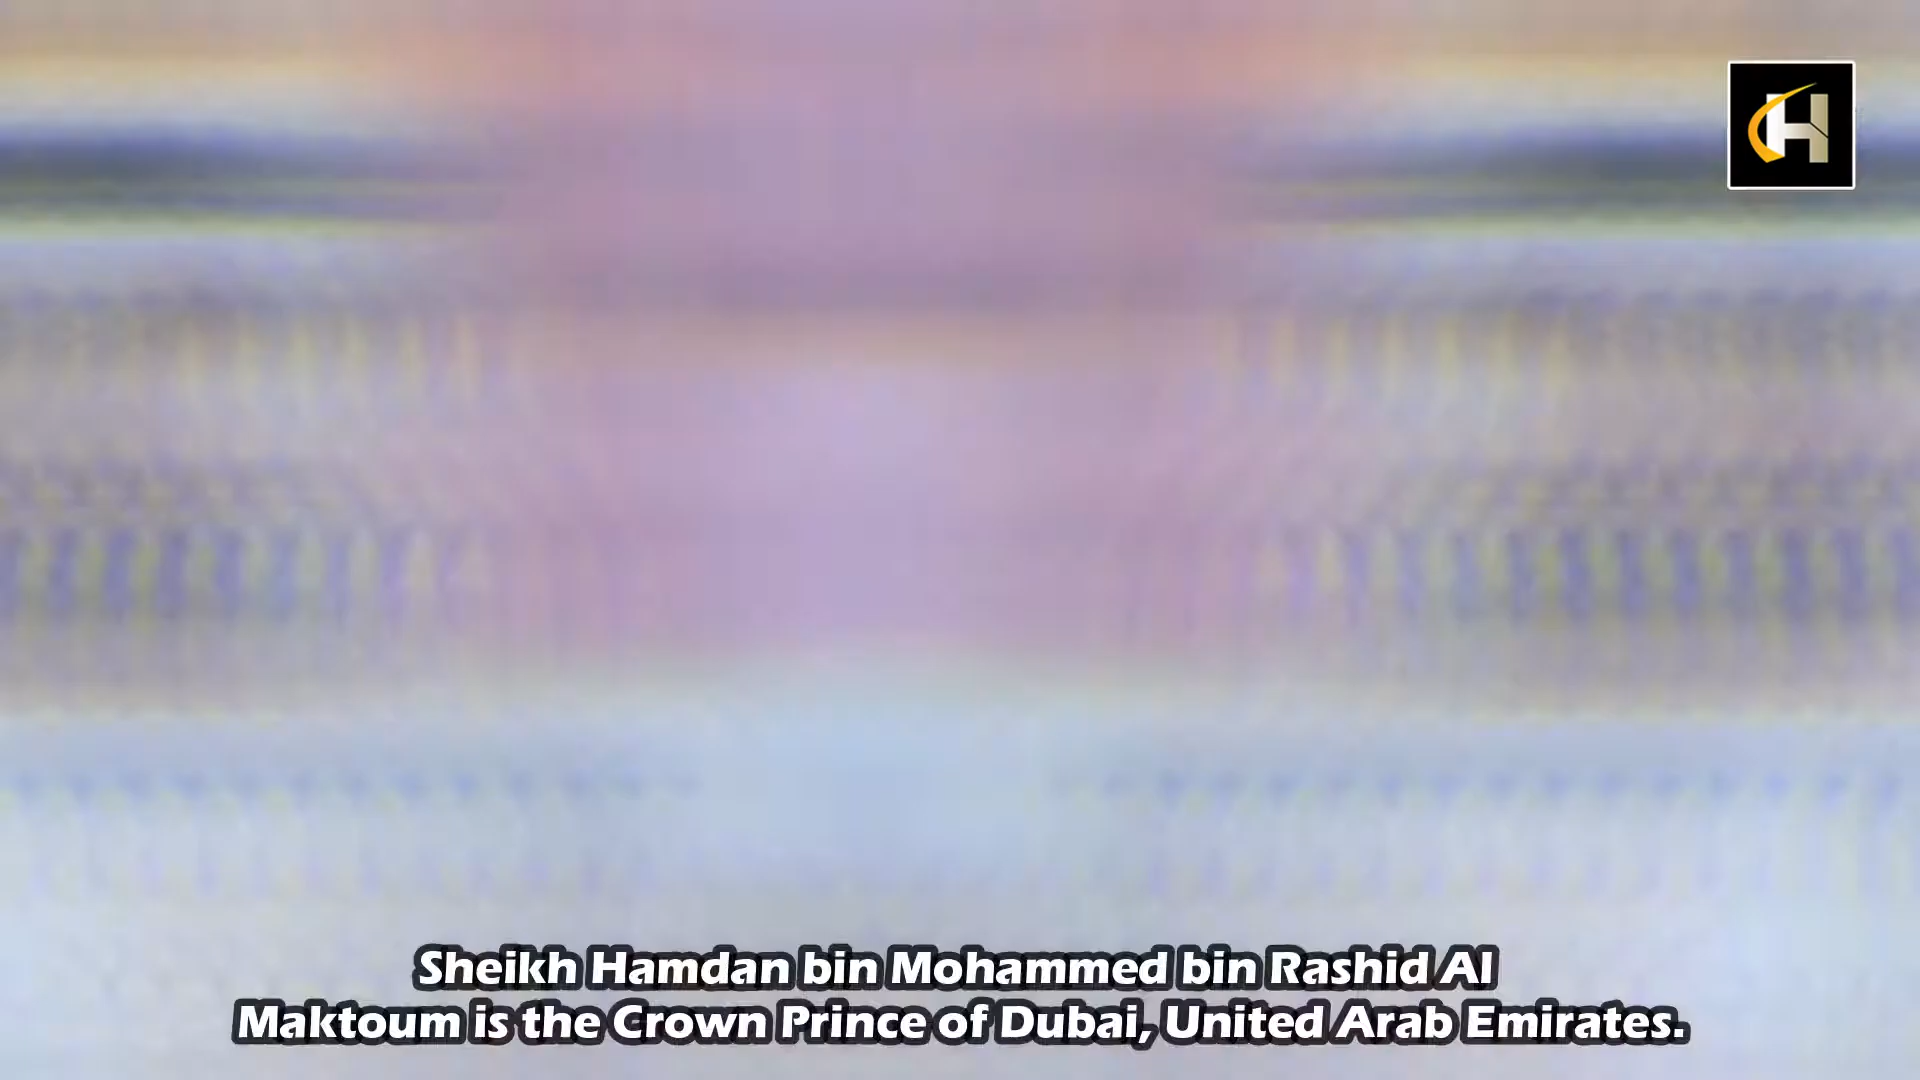 Sheikh Hamdan bin Mohammed bin Rashid Al
Maktoum is the Crown Prince of Dubai, United Arab Emirates.